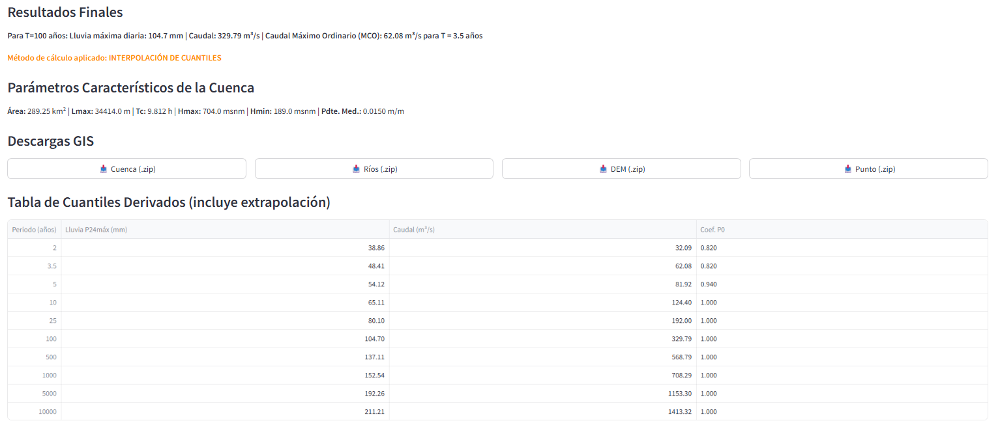 Resultados Finales
Para T=100 años: Lluvia máxima diaria: 104.7 mm | Caudal: 329.79 m³/s | Caudal Máximo Ordinario (MCO): 62.08 m³/s para T = 3.5 años
Método de cálculo aplicado: INTERPOLACIÓN DE CUANTILES
Parámetros Característicos de la Cuenca
Área: 289.25 km² | Lmax: 34414.0 m | Tc: 9.812 h | Hmax: 704.0 msnm | Hmin: 189.0 msnm | Pdte. Med.: 0.0150 m/m
Descargas GIS
Cuenca (.zip) Ríos (.zip) DEM (.zip) Punto (.zip)
Tabla de Cuantiles Derivados (incluye extrapolación)
Periodo (años) Lluvia P24máx (mm) Caudal (m³/s) Coef. P0
2 38.86 32.09 0.820
3.5 48.41 62.08 0.820
5 54.12 81.92 0.940
10 65.11 124.40 1.000
25 80.10 192.00 1.000
100 104.70 329.79 1.000
500 137.11 568.79 1.000
1000 152.54 708.29 1.000
5000 192.26 1153.30 1.000
10000 211.21 1413.32 1.000